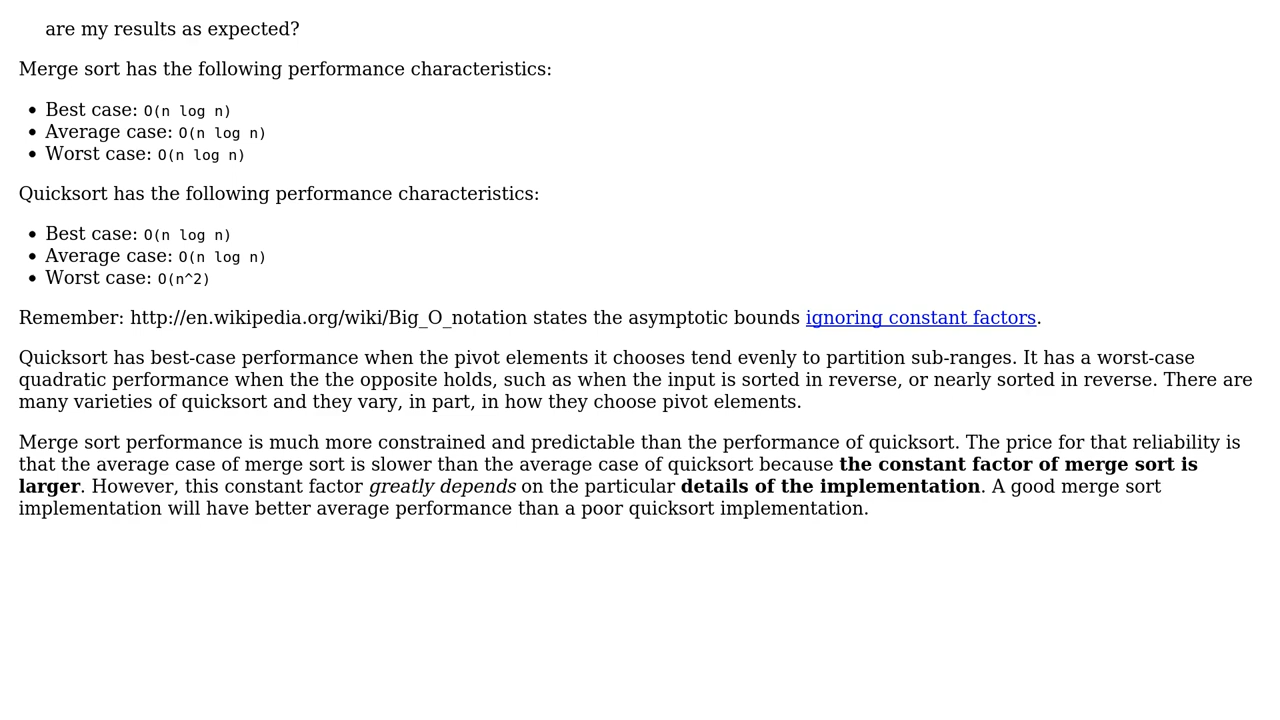 are my results as expected?
Merge sort has the following performance characteristics:
• Best case: O(n log n)
• Average case: O(n log n)
• Worst case: O(n log n)
Quicksort has the following performance characteristics:
• Best case: O(n log n)
• Average case: O(n log n)
• Worst case: O(n^2)
Remember: http://en.wikipedia.org/wiki/Big_O_notation states the asymptotic bounds ignoring constant factors.
Quicksort has best-case performance when the pivot elements it chooses tend evenly to partition sub-ranges. It has a worst-case
quadratic performance when the the opposite holds, such as when the input is sorted in reverse, or nearly sorted in reverse. There are
many varieties of quicksort and they vary, in part, in how they choose pivot elements.
Merge sort performance is much more constrained and predictable than the performance of quicksort. The price for that reliability is
that the average case of merge sort is slower than the average case of quicksort because the constant factor of merge sort is
larger. However, this constant factor greatly depends on the particular details of the implementation. A good merge sort
implementation will have better average performance than a poor quicksort implementation.